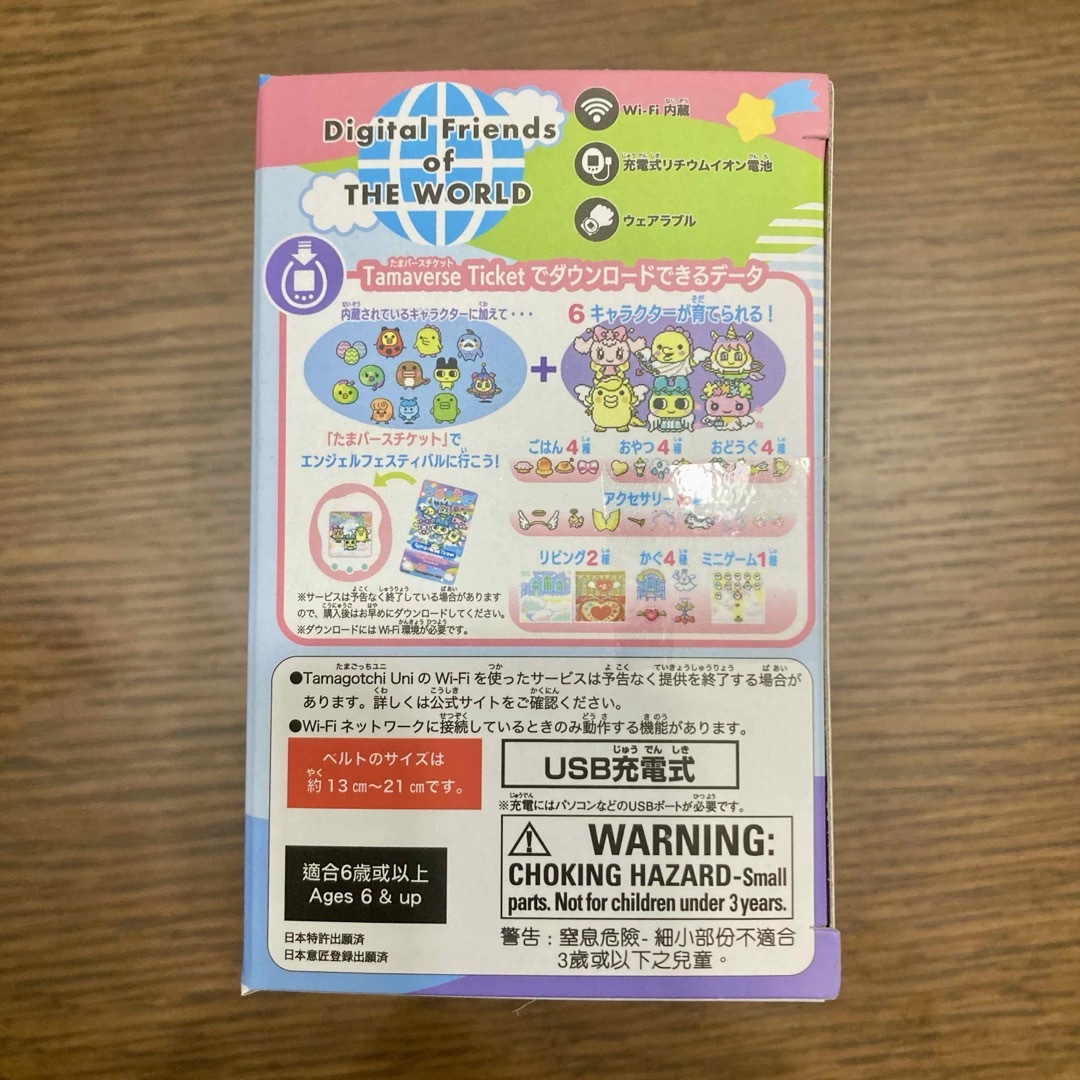 Digital Friends
of
THE WORLD
Wi-Fi 内蔵
充電式リチウムイオン電池
ウェアラブル
Tamaverse Ticket でダウンロードできるデータ
内蔵されているキャラクターに加えて・・・
6 キャラクターが育てられる!
+
「たまバースチケット」で
エンジェルフェスティバルに行こう!
ごはん4種 おやつ4種 おどうぐ4種
アクセサリー
リビング2種 かぐ4種 ミニゲーム1種
※サービスは予告なく終了している場合があります
ので、購入後はお早めにダウンロードしてください。
※ダウンロードにはWi-Fi環境が必要です。
●Tamagotchi Uni の Wi-Fi を使ったサービスは予告なく提供を終了する場合が
あります。詳しくは公式サイトをご確認ください。
●Wi-Fi ネットワークに接続しているときのみ動作する機能があります。
ベルトのサイズは
約13㎝〜21㎝です。
USB充電式
※充電にはパソコンなどのUSBポートが必要です。
適合6歳或以上
Ages 6 & up
WARNING:
CHOKING HAZARD-Small
parts. Not for children under 3 years.
日本特許出願済
日本意匠登録出願済
警告:窒息危險-細小部份不適合
3歲或以下之兒童。